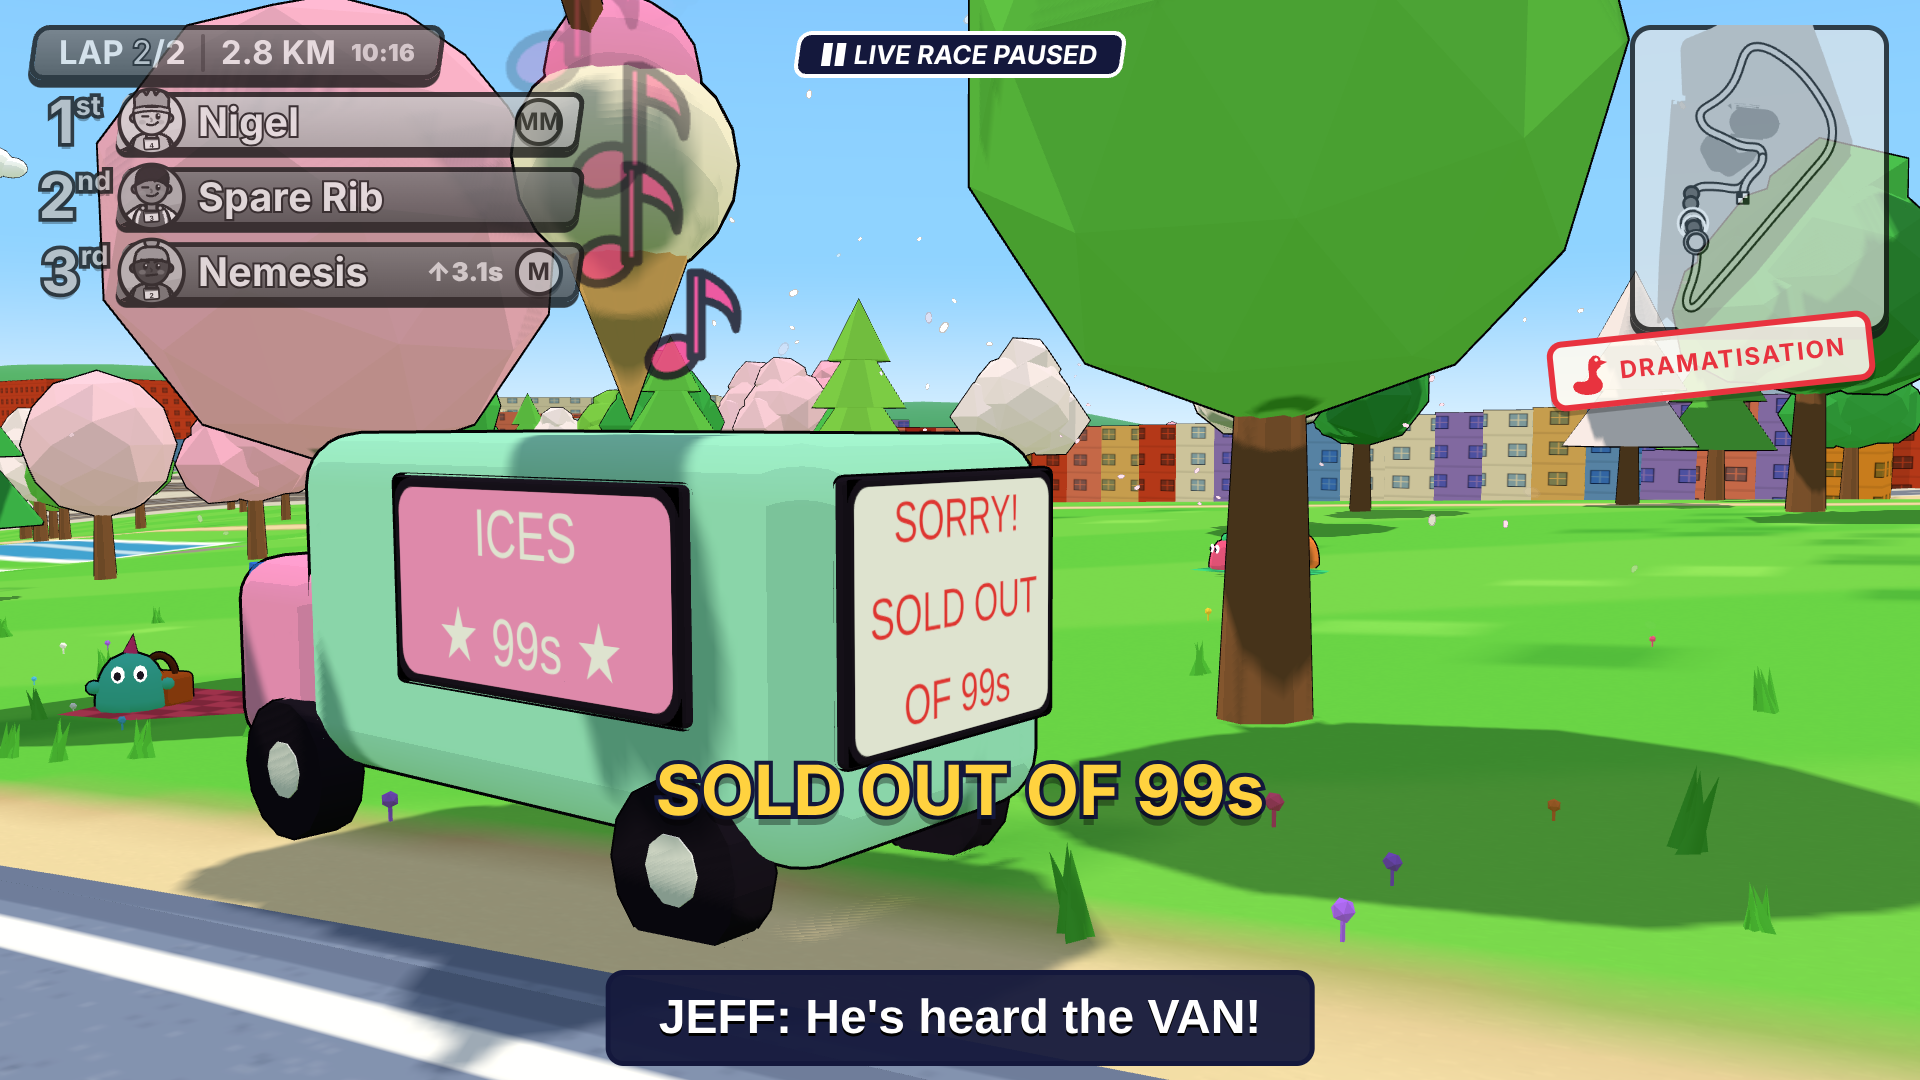 LAP 2/2 2.8 KM 10:16
LIVE RACE PAUSED
1st Nigel MM
2nd Spare Rib
3rd Nemesis ↑3.1s M
DRAMATISATION
ICES
★ 99s ★
SORRY!
SOLD OUT
OF 99s
SOLD OUT OF 99s
JEFF: He's heard the VAN!